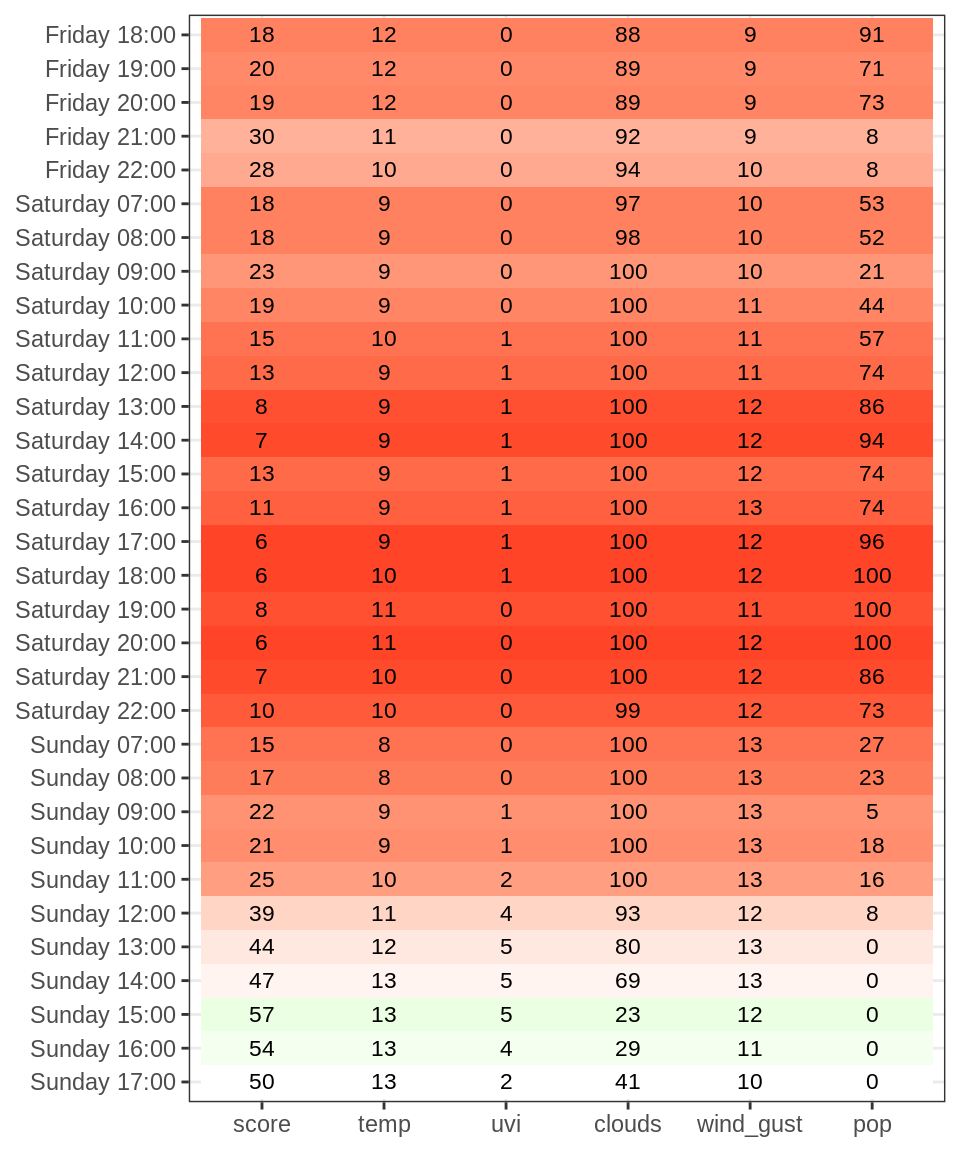 Friday 18:00 18 12 0 88 9 91
Friday 19:00 20 12 0 89 9 71
Friday 20:00 19 12 0 89 9 73
Friday 21:00 30 11 0 92 9 8
Friday 22:00 28 10 0 94 10 8
Saturday 07:00 18 9 0 97 10 53
Saturday 08:00 18 9 0 98 10 52
Saturday 09:00 23 9 0 100 10 21
Saturday 10:00 19 9 0 100 11 44
Saturday 11:00 15 10 1 100 11 57
Saturday 12:00 13 9 1 100 11 74
Saturday 13:00 8 9 1 100 12 86
Saturday 14:00 7 9 1 100 12 94
Saturday 15:00 13 9 1 100 12 74
Saturday 16:00 11 9 1 100 13 74
Saturday 17:00 6 9 1 100 12 96
Saturday 18:00 6 10 1 100 12 100
Saturday 19:00 8 11 0 100 11 100
Saturday 20:00 6 11 0 100 12 100
Saturday 21:00 7 10 0 100 12 86
Saturday 22:00 10 10 0 99 12 73
Sunday 07:00 15 8 0 100 13 27
Sunday 08:00 17 8 0 100 13 23
Sunday 09:00 22 9 1 100 13 5
Sunday 10:00 21 9 1 100 13 18
Sunday 11:00 25 10 2 100 13 16
Sunday 12:00 39 11 4 93 12 8
Sunday 13:00 44 12 5 80 13 0
Sunday 14:00 47 13 5 69 13 0
Sunday 15:00 57 13 5 23 12 0
Sunday 16:00 54 13 4 29 11 0
Sunday 17:00 50 13 2 41 10 0
score temp uvi clouds wind_gust pop